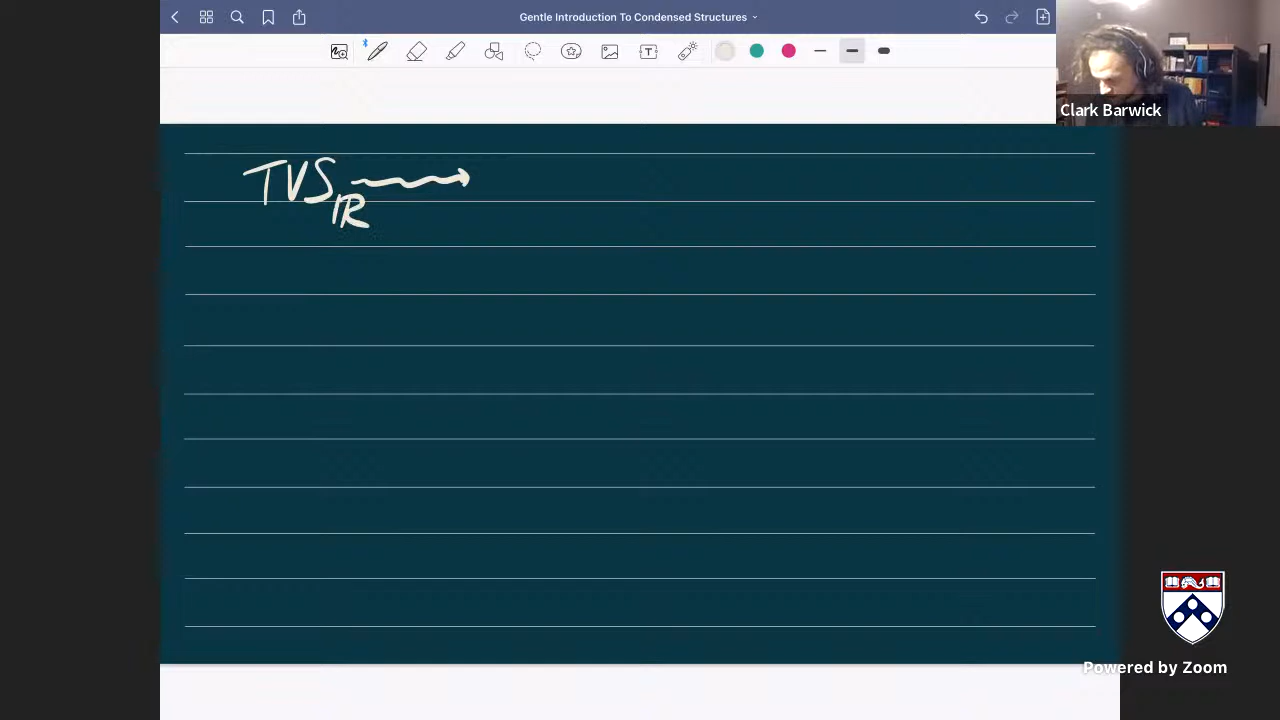 Gentle Introduction To Condensed Structures
T
Clark Barwick
TVS_ℝ ⟿
Powered by Zoom